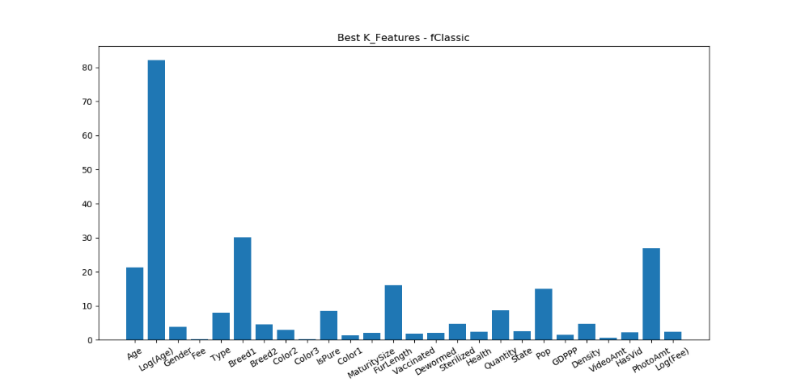 Best K_Features - fClassic
80
70
60
50
40
30
20
10
0
Age
Log(Age)
Gender
Fee
Type
Breed1
Breed2
Color2
Color3
IsPure
Color1
MaturitySize
FurLength
Vaccinated
Dewormed
Sterilized
Health
Quantity
State
Pop
GDPPP
Density
VideoAmt
HasVid
PhotoAmt
Log(Fee)